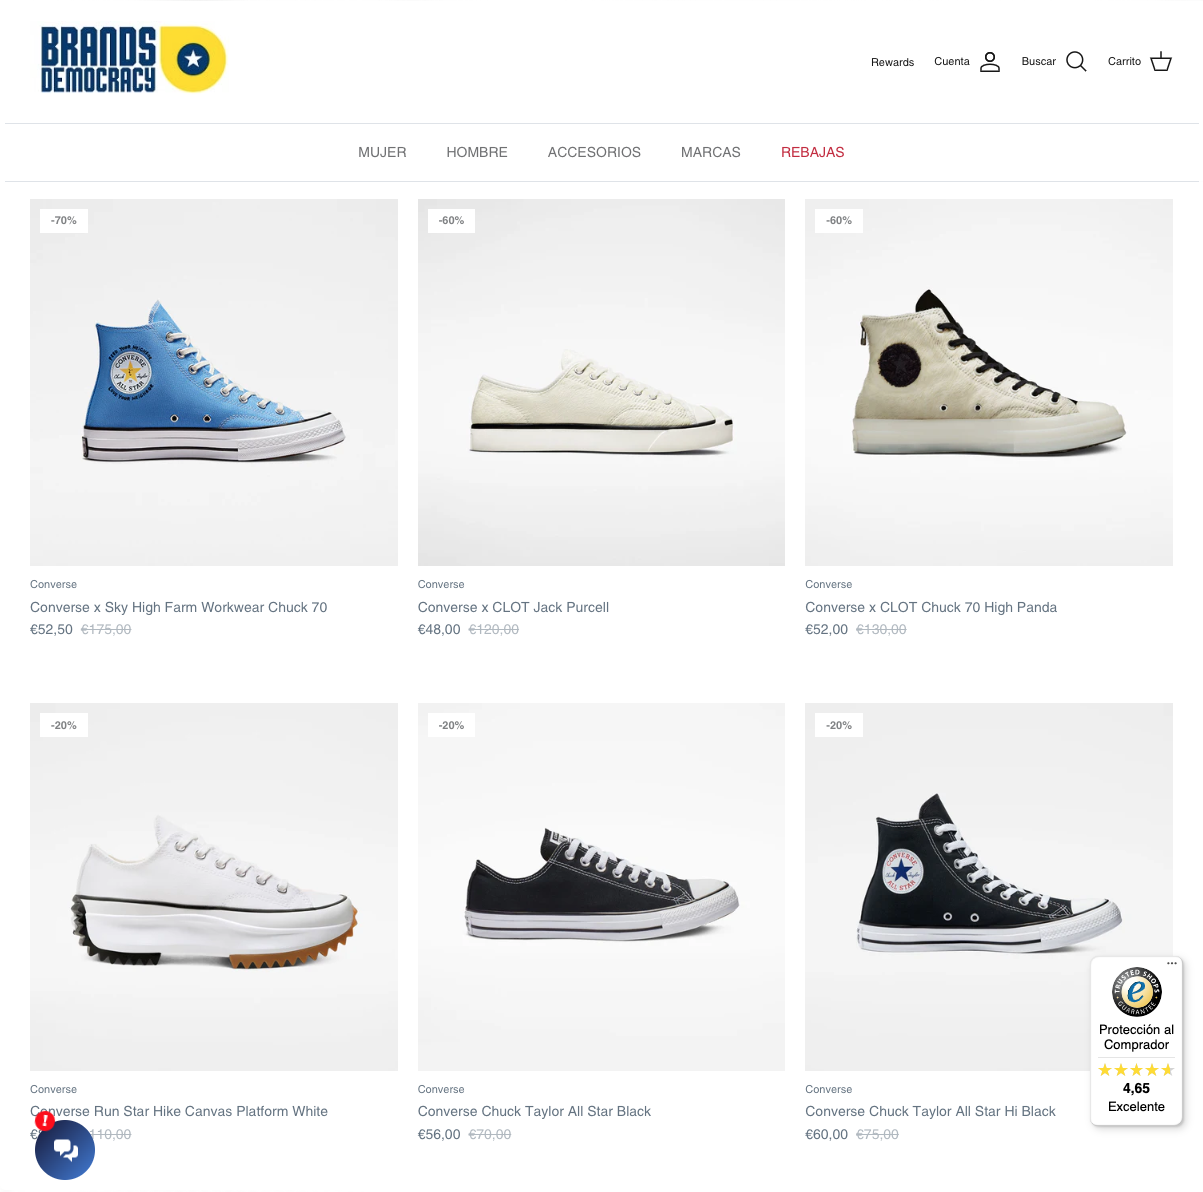 BRANDS
DEMOCRACY
Rewards
Cuenta
Buscar
Carrito
MUJER
HOMBRE
ACCESORIOS
MARCAS
REBAJAS
-70%
-60%
-60%
CONVERSE
ALL STAR
Converse
Converse x Sky High Farm Workwear Chuck 70
€52,50 €175,00
Converse
Converse x CLOT Jack Purcell
€48,00 €120,00
Converse
Converse x CLOT Chuck 70 High Panda
€52,00 €130,00
-20%
-20%
-20%
CONVERSE
ALL STAR
Converse
Converse Run Star Hike Canvas Platform White
110,00
Converse
Converse Chuck Taylor All Star Black
€56,00 €70,00
Converse
Converse Chuck Taylor All Star Hi Black
€60,00 €75,00
!
TRUSTED SHOPS
GUARANTEE
e
Protección al
Comprador
4,65
Excelente